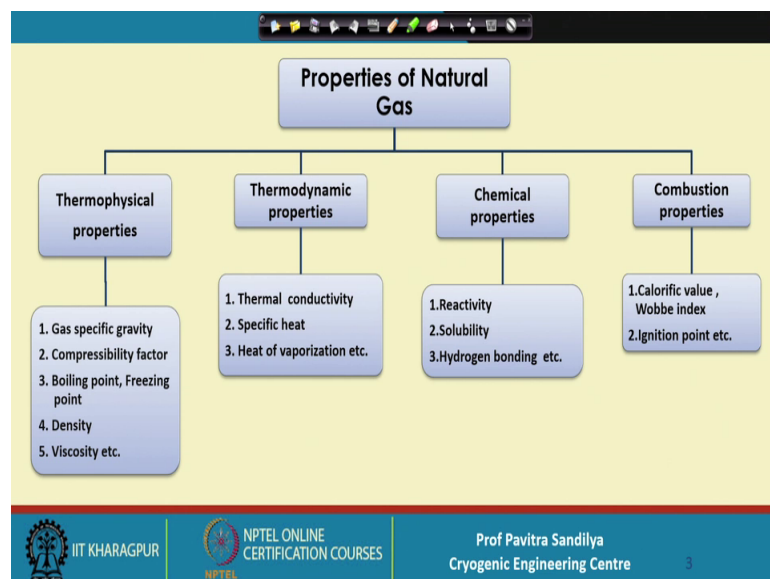 Properties of Natural
Gas
Thermophysical
properties
Thermodynamic
properties
Chemical
properties
Combustion
properties
1. Gas specific gravity
2. Compressibility factor
3. Boiling point, Freezing
point
4. Density
5. Viscosity etc.
1. Thermal conductivity
2. Specific heat
3. Heat of vaporization etc.
1.Reactivity
2.Solubility
3.Hydrogen bonding etc.
1.Calorific value ,
Wobbe index
2.Ignition point etc.
IIT KHARAGPUR
NPTEL
NPTEL ONLINE
CERTIFICATION COURSES
Prof Pavitra Sandilya
Cryogenic Engineering Centre
3